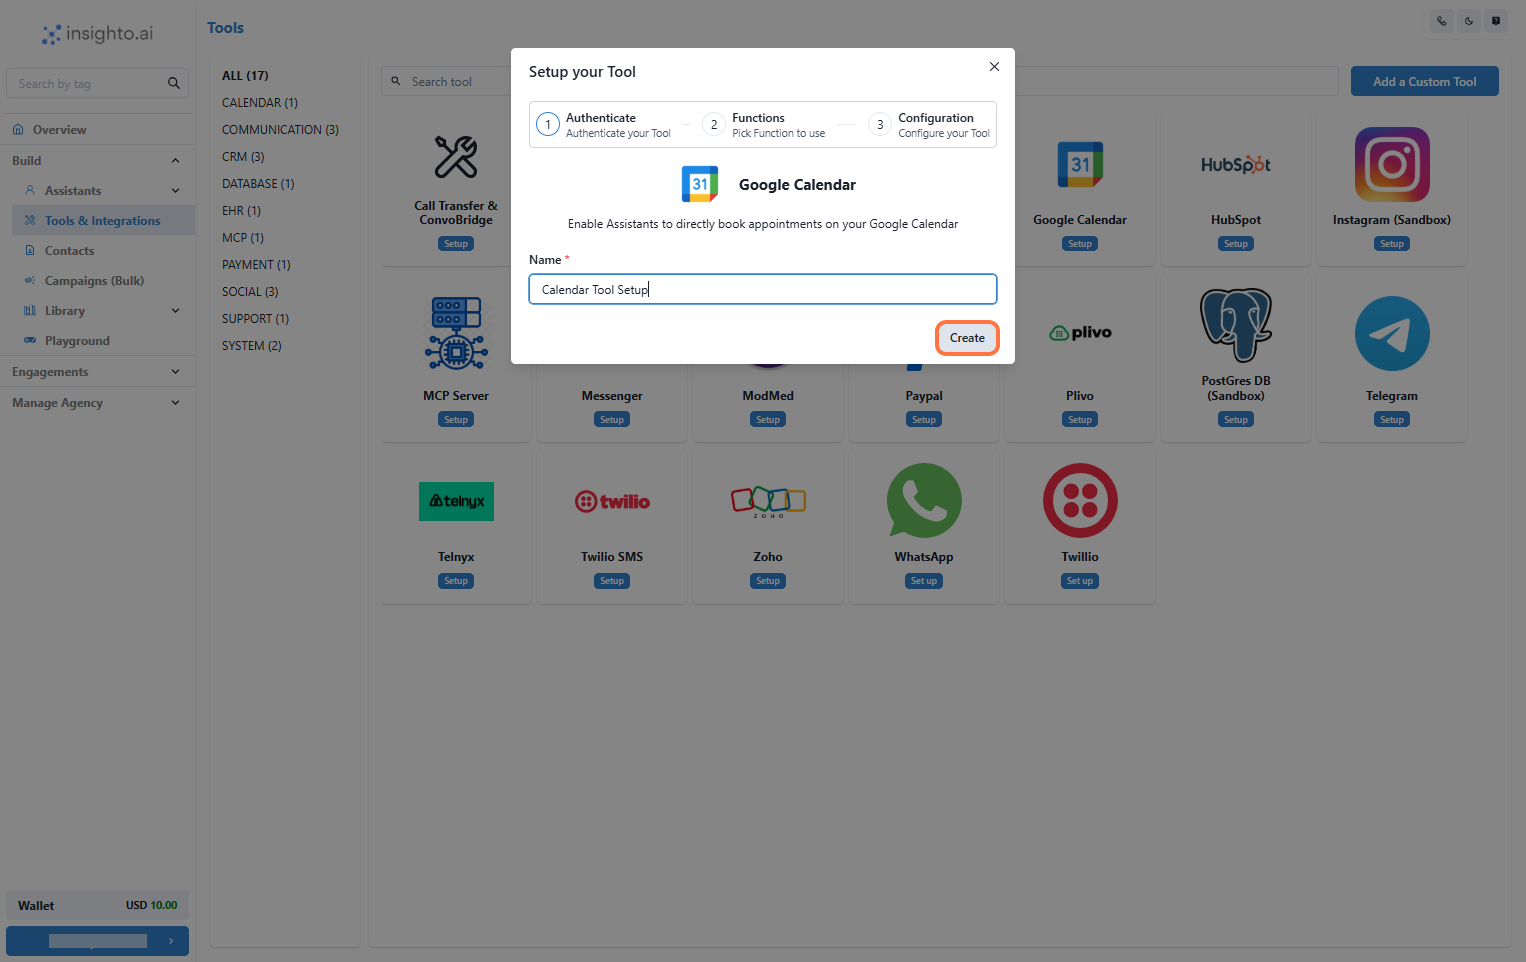 insighto.ai
Search by tag
Overview
Build
Assistants
Tools & Integrations
Contacts
Campaigns (Bulk)
Library
Playground
Engagements
Manage Agency
Wallet USD 10.00
Tools
ALL (17)
CALENDAR (1)
COMMUNICATION (3)
CRM (3)
DATABASE (1)
EHR (1)
MCP (1)
PAYMENT (1)
SOCIAL (3)
SUPPORT (1)
SYSTEM (2)
Search tool
Add a Custom Tool
Setup your Tool
1 Authenticate
Authenticate your Tool
2 Functions
Pick Function to use
3 Configuration
Configure your Tool
31 Google Calendar
Enable Assistants to directly book appointments on your Google Calendar
Name *
Calendar Tool Setup
Create
Call Transfer &
ConvoBridge
Setup
31
Google Calendar
Setup
HubSpot
HubSpot
Setup
Instagram (Sandbox)
Setup
MCP Server
Setup
Messenger
Setup
ModMed
Setup
Paypal
Setup
plivo
Plivo
Setup
PostGres DB
(Sandbox)
Setup
Telegram
Setup
telnyx
Telnyx
Setup
twilio
Twilio SMS
Setup
ZOHO
Zoho
Setup
WhatsApp
Set up
Twillio
Set up